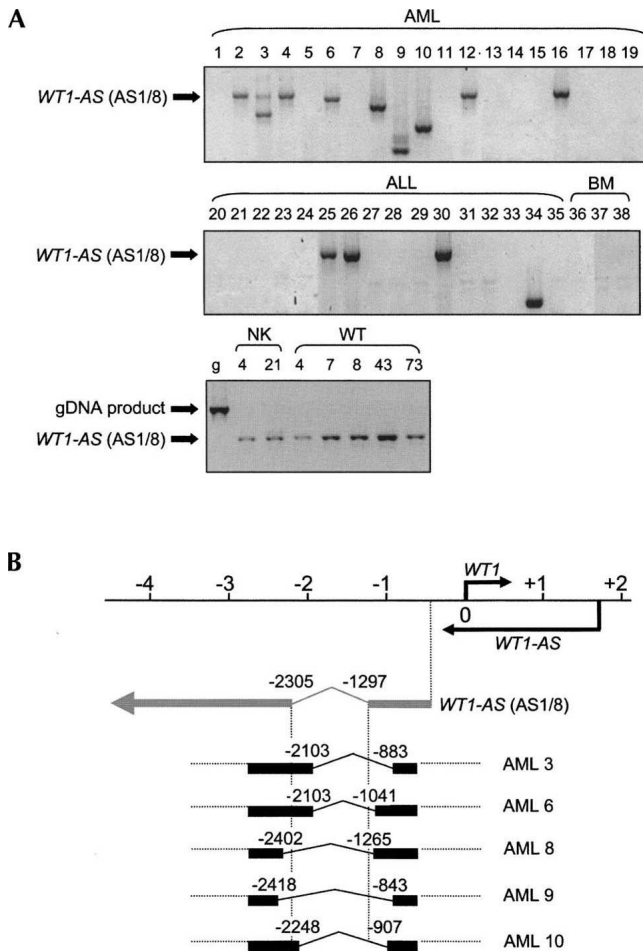 A
AML
1 2 3 4 5 6 7 8 9 10 11 12 13 14 15 16 17 18 19
WT1-AS (AS1/8)
ALL BM
20 21 22 23 24 25 26 27 28 29 30 31 32 33 34 35 36 37 38
WT1-AS (AS1/8)
NK WT
g 4 21 4 7 8 43 73
gDNA product
WT1-AS (AS1/8)
B
WT1
-4 -3 -2 -1 +1 +2
0
WT1-AS
-2305 -1297
WT1-AS (AS1/8)
-2103 -883
AML 3
-2103 -1041
AML 6
-2402 -1265
AML 8
-2418 -843
AML 9
-2248 -907
AML 10